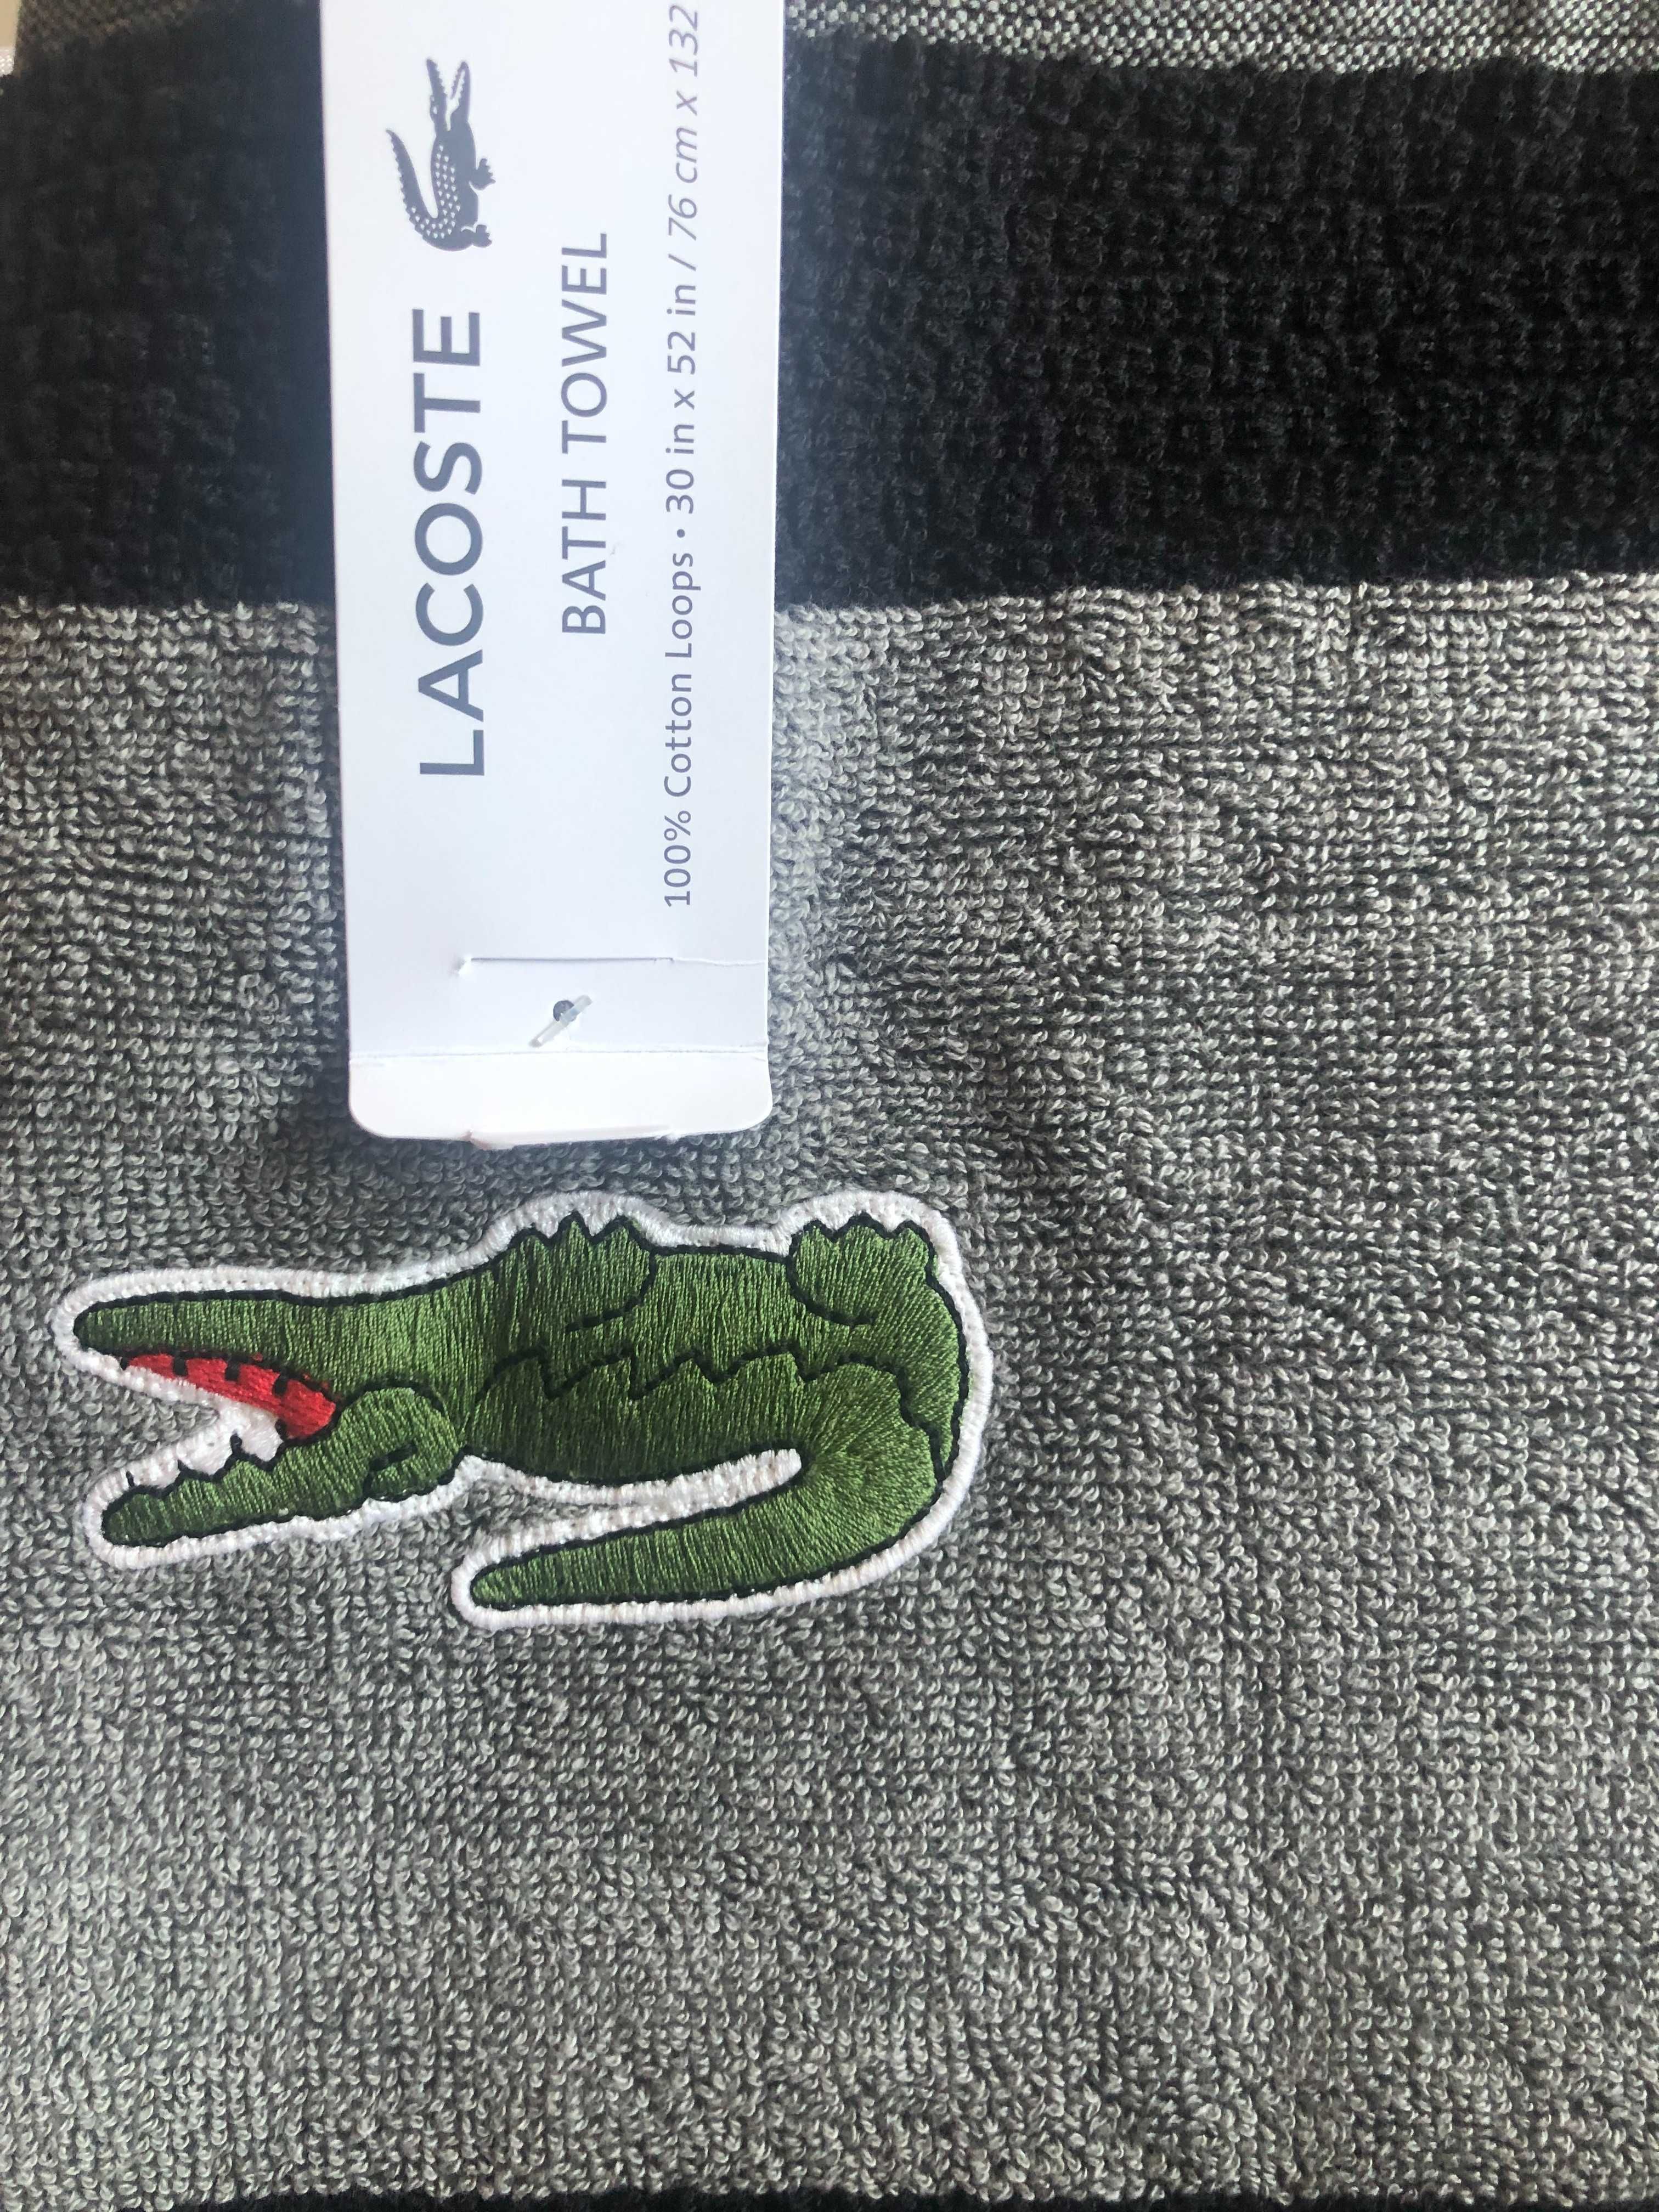 LACOSTE
BATH TOWEL
100% Cotton Loops • 30 in x 52 in / 76 cm x 132